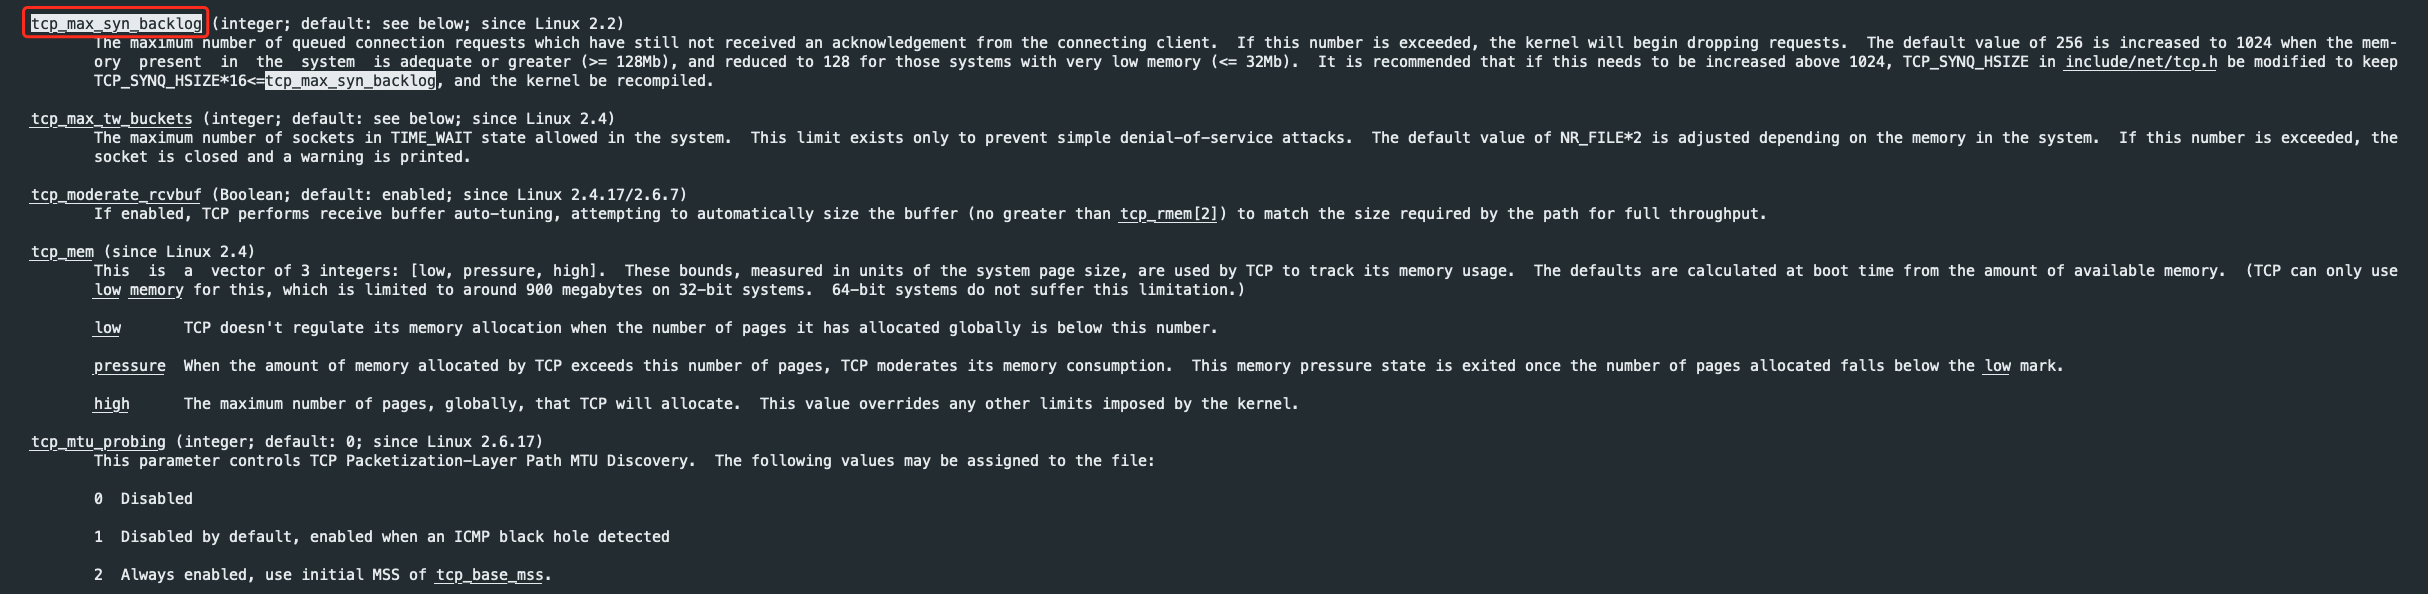 tcp_max_syn_backlog (integer; default: see below; since Linux 2.2)
The maximum number of queued connection requests which have still not received an acknowledgement from the connecting client.  If this number is exceeded, the kernel will begin dropping requests.  The default value of 256 is increased to 1024 when the mem-
ory  present  in  the  system  is adequate or greater (>= 128Mb), and reduced to 128 for those systems with very low memory (<= 32Mb).  It is recommended that if this needs to be increased above 1024, TCP_SYNQ_HSIZE in include/net/tcp.h be modified to keep
TCP_SYNQ_HSIZE*16<=tcp_max_syn_backlog, and the kernel be recompiled.
tcp_max_tw_buckets (integer; default: see below; since Linux 2.4)
The maximum number of sockets in TIME_WAIT state allowed in the system.  This limit exists only to prevent simple denial-of-service attacks.  The default value of NR_FILE*2 is adjusted depending on the memory in the system.  If this number is exceeded, the
socket is closed and a warning is printed.
tcp_moderate_rcvbuf (Boolean; default: enabled; since Linux 2.4.17/2.6.7)
If enabled, TCP performs receive buffer auto-tuning, attempting to automatically size the buffer (no greater than tcp_rmem[2]) to match the size required by the path for full throughput.
tcp_mem (since Linux 2.4)
This  is  a  vector of 3 integers: [low, pressure, high].  These bounds, measured in units of the system page size, are used by TCP to track its memory usage.  The defaults are calculated at boot time from the amount of available memory.  (TCP can only use
low memory for this, which is limited to around 900 megabytes on 32-bit systems.  64-bit systems do not suffer this limitation.)
low       TCP doesn't regulate its memory allocation when the number of pages it has allocated globally is below this number.
pressure  When the amount of memory allocated by TCP exceeds this number of pages, TCP moderates its memory consumption.  This memory pressure state is exited once the number of pages allocated falls below the low mark.
high      The maximum number of pages, globally, that TCP will allocate.  This value overrides any other limits imposed by the kernel.
tcp_mtu_probing (integer; default: 0; since Linux 2.6.17)
This parameter controls TCP Packetization-Layer Path MTU Discovery.  The following values may be assigned to the file:
0  Disabled
1  Disabled by default, enabled when an ICMP black hole detected
2  Always enabled, use initial MSS of tcp_base_mss.